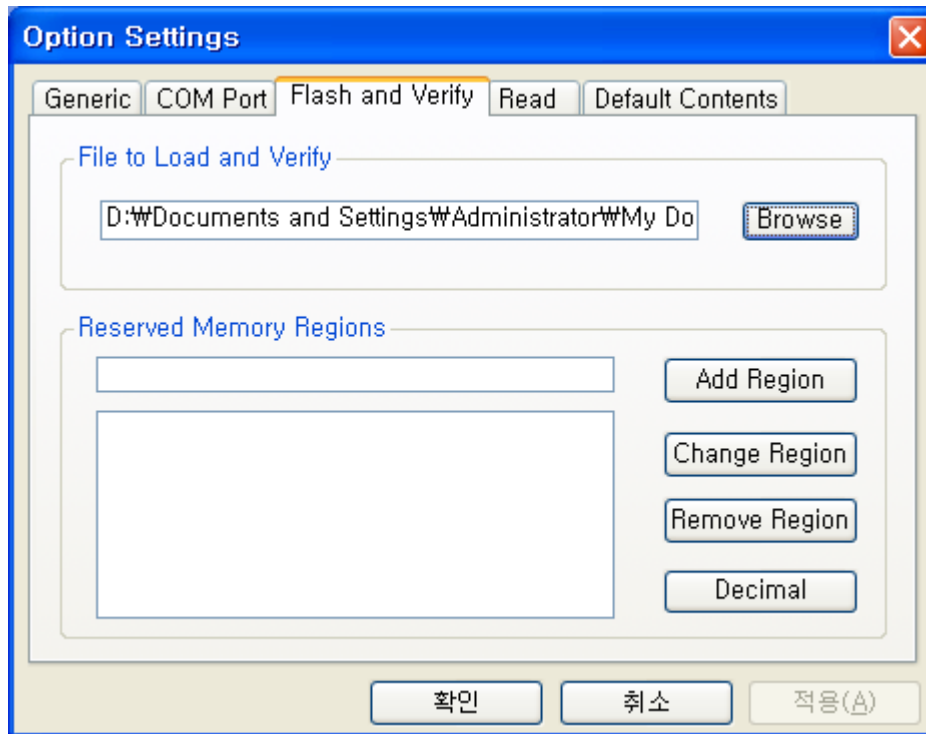 Option Settings
Generic COM Port Flash and Verify Read Default Contents
File to Load and Verify
D:₩Documents and Settings₩Administrator₩My Do Browse
Reserved Memory Regions
Add Region
Change Region
Remove Region
Decimal
확인 취소 적용(A)